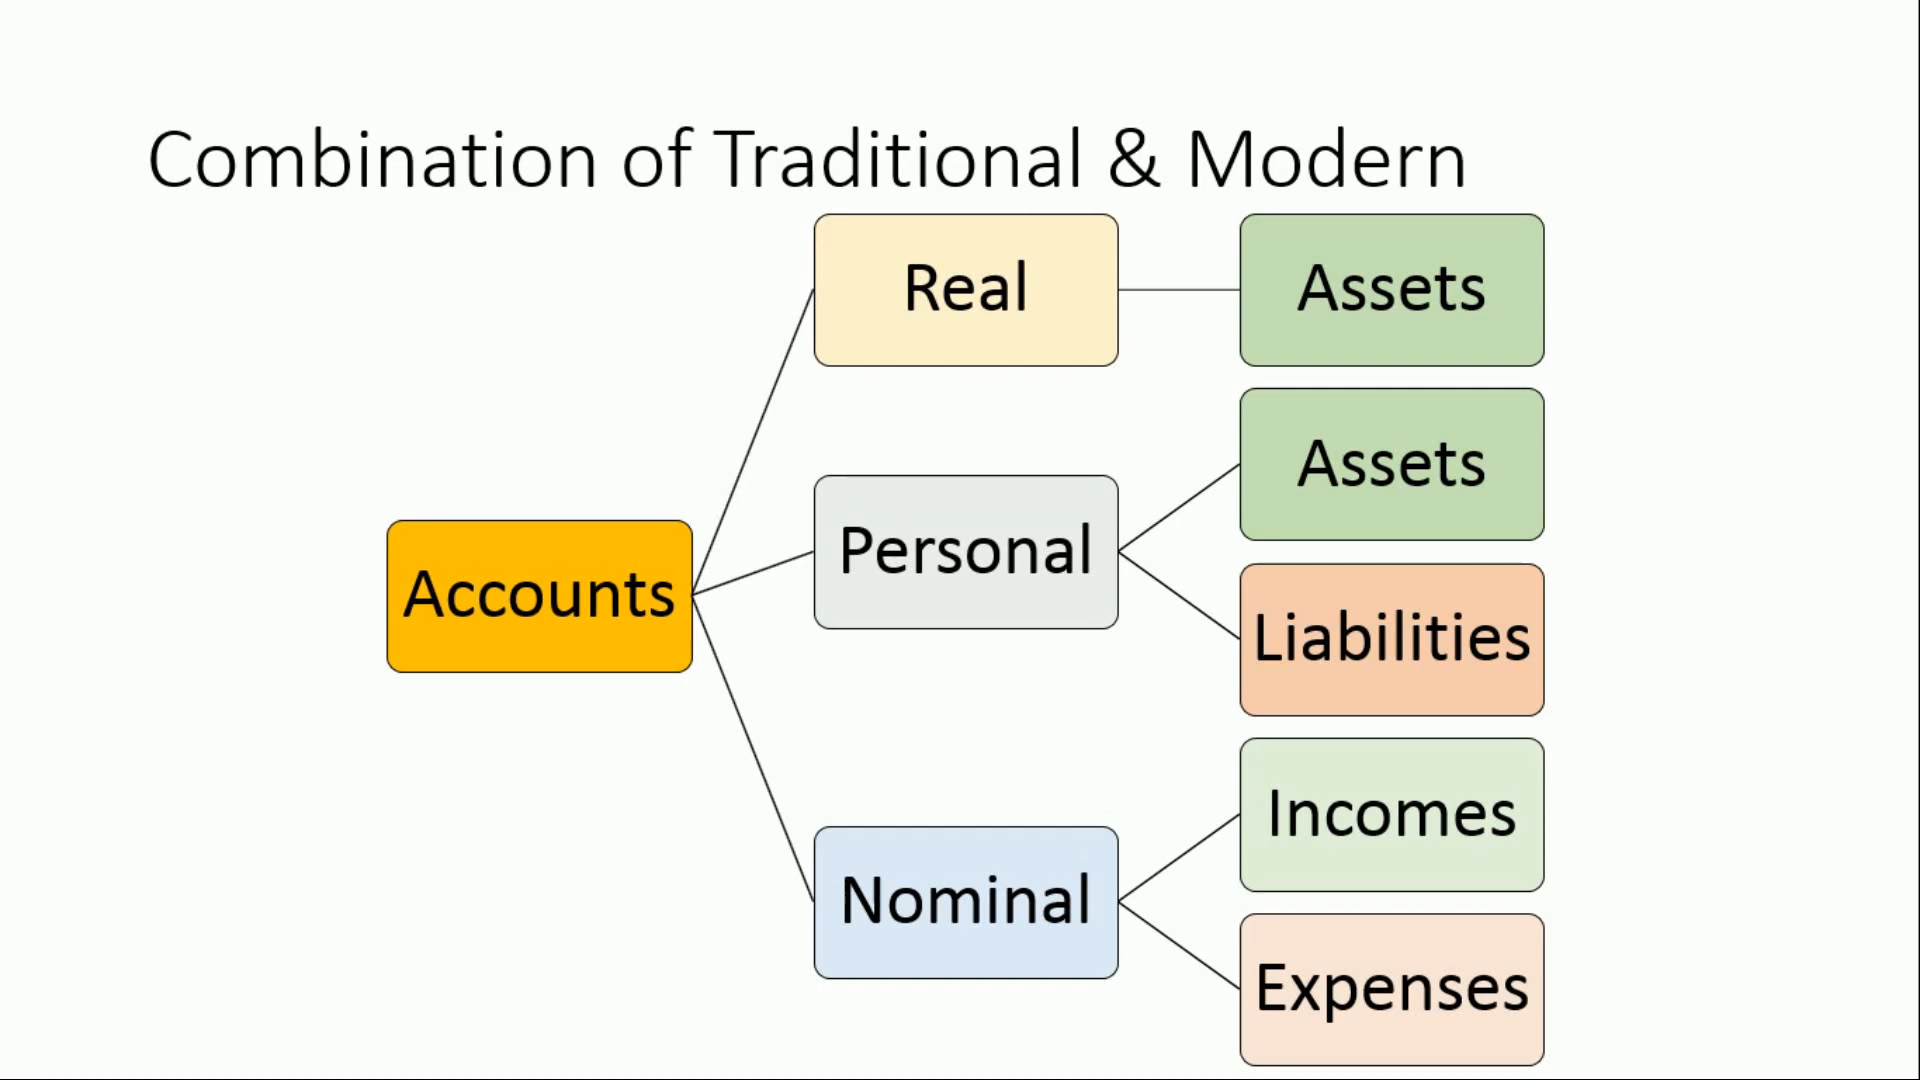 Combination of Traditional & Modern
Accounts
Real
Assets
Personal
Assets
Liabilities
Nominal
Incomes
Expenses